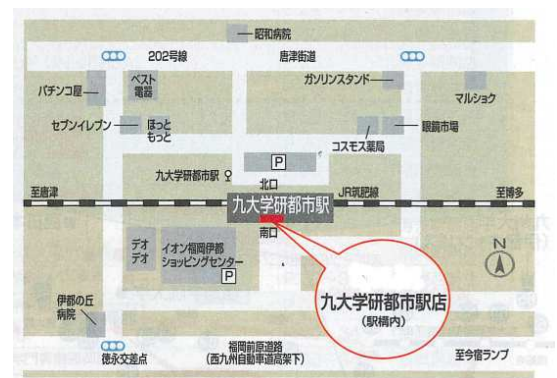 昭和病院
202号線
唐津街道
パチンコ屋
ベスト
電器
ガソリンスタンド
マルショク
セブンイレブン
ほっと
もっと
コスモス薬局
眼鏡市場
P
九大学研都市駅
北口
至唐津
九大学研都市駅
JR筑肥線
至博多
南口
デオ
デオ
イオン福岡伊都
ショッピングセンター
P
N
九大学研都市駅店
(駅構内)
伊都の丘
病院
徳永交差点
福岡前原道路
(西九州自動車道高架下)
至今宿ランプ